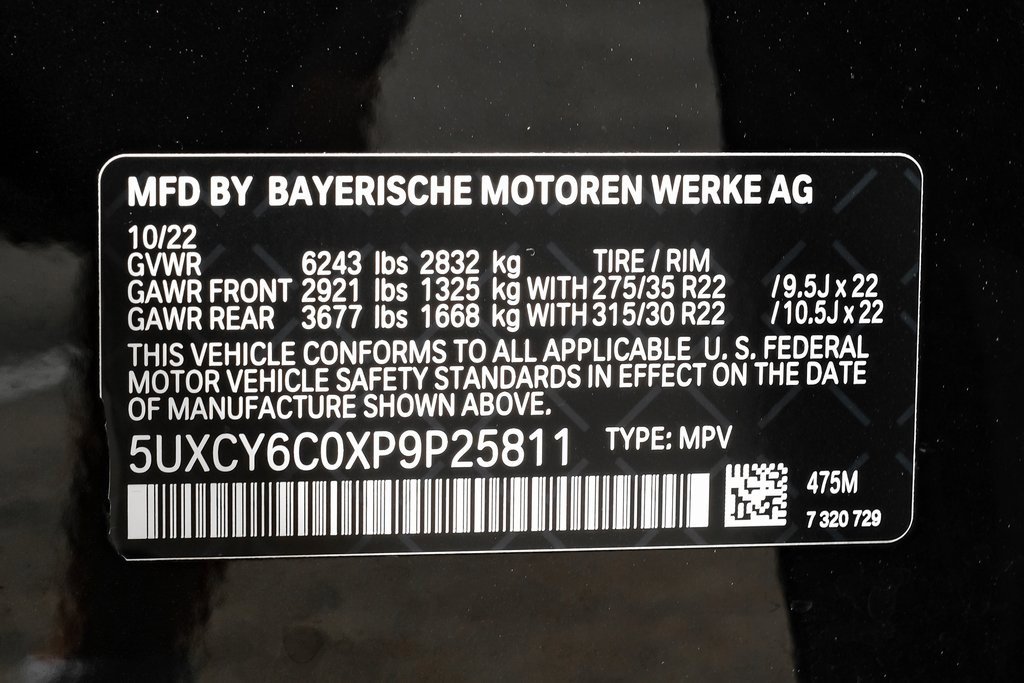 MFD BY BAYERISCHE MOTOREN WERKE AG
10/22
GVWR 6243 lbs 2832 kg TIRE / RIM
GAWR FRONT 2921 lbs 1325 kg WITH 275/35 R22 /9.5J x 22
GAWR REAR 3677 lbs 1668 kg WITH 315/30 R22 /10.5J x 22
THIS VEHICLE CONFORMS TO ALL APPLICABLE U. S. FEDERAL
MOTOR VEHICLE SAFETY STANDARDS IN EFFECT ON THE DATE
OF MANUFACTURE SHOWN ABOVE.
5UXCY6C0XP9P25811 TYPE: MPV
475M
7 320 729